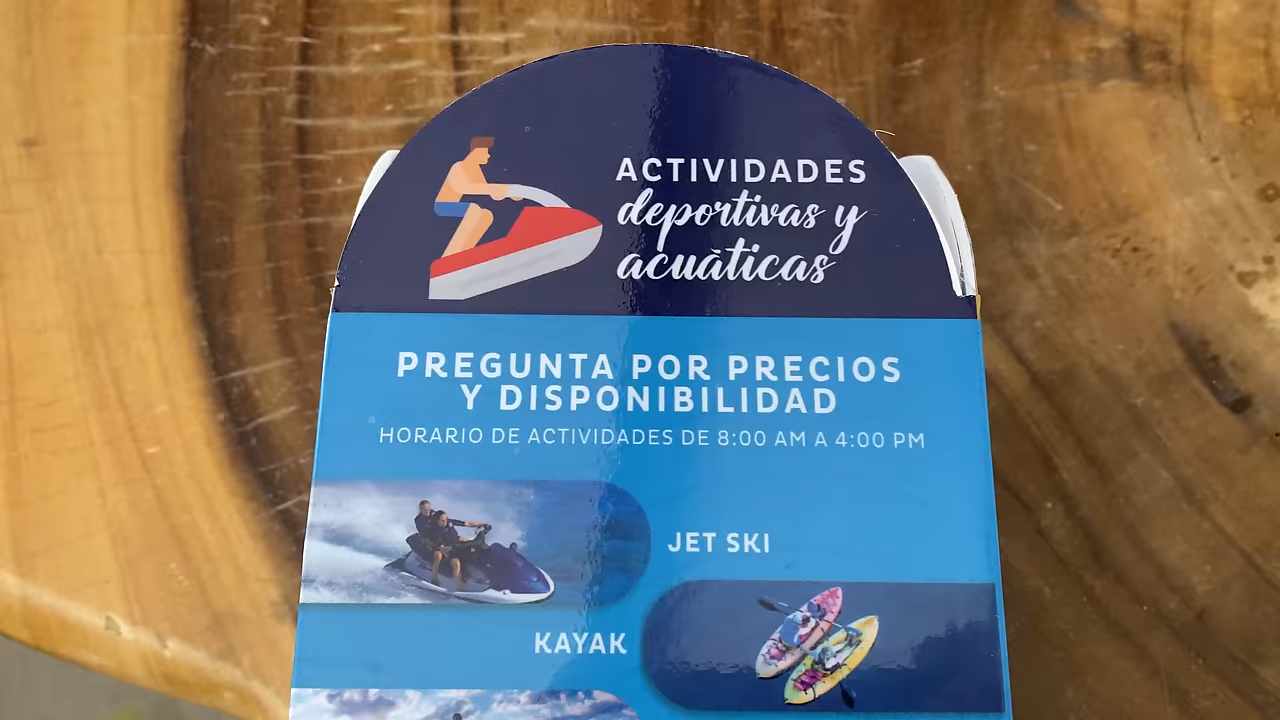 ACTIVIDADES
deportivas y
acuáticas
PREGUNTA POR PRECIOS
Y DISPONIBILIDAD
HORARIO DE ACTIVIDADES DE 8:00 AM A 4:00 PM
JET SKI
KAYAK